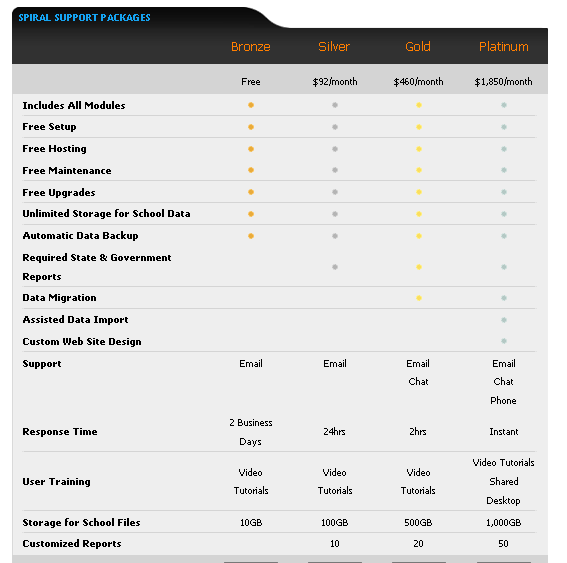 SPIRAL SUPPORT PACKAGES
Bronze Silver Gold Platinum
Free $92/month $460/month $1,850/month
Includes All Modules
Free Setup
Free Hosting
Free Maintenance
Free Upgrades
Unlimited Storage for School Data
Automatic Data Backup
Required State & Government
Reports
Data Migration
Assisted Data Import
Custom Web Site Design
Support Email Email Email Email
Chat Chat
Phone
Response Time 2 Business Days 24hrs 2hrs Instant
User Training Video Tutorials Video Tutorials Video Tutorials Video Tutorials Shared Desktop
Storage for School Files 10GB 100GB 500GB 1,000GB
Customized Reports 10 20 50